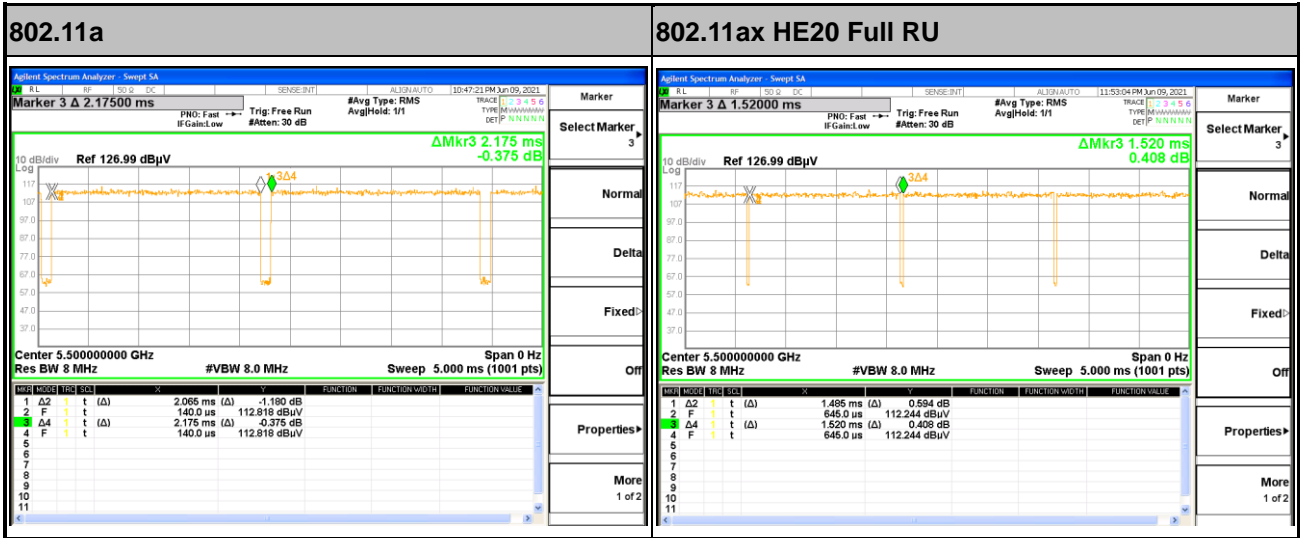 802.11a
Agilent Spectrum Analyzer - Swept SA
RL RF 50 Ω DC SENSE:INT ALIGNAUTO 10:47:21 PM Jun 09, 2021
Marker 3 Δ 2.17500 ms
PNO: Fast
IFGain:Low
Trig: Free Run
#Atten: 30 dB
#Avg Type: RMS
Avg|Hold: 1/1
TRACE 1 2 3 4 5 6
TYPE
DET P N N N N N
ΔMkr3 2.175 ms
-0.375 dB
10 dB/div Ref 126.99 dBµV
Log
117
107
97.0
87.0
77.0
67.0
57.0
47.0
37.0
3Δ4
Center 5.500000000 GHz Span 0 Hz
Res BW 8 MHz #VBW 8.0 MHz Sweep 5.000 ms (1001 pts)
MKR MODE TRC SCL X Y FUNCTION FUNCTION WIDTH FUNCTION VALUE
1 Δ2 1 t (Δ) 2.065 ms (Δ) -1.180 dB
2 F 1 t 140.0 us 112.818 dBuV
3 Δ4 1 t (Δ) 2.175 ms (Δ) -0.375 dB
4 F 1 t 140.0 us 112.818 dBuV
5
6
7
8
9
10
11
Marker
Select Marker
3
Normal
Delta
Fixed
Off
Properties
More
1 of 2
802.11ax HE20 Full RU
Agilent Spectrum Analyzer - Swept SA
RL RF 50 Ω DC SENSE:INT ALIGNAUTO 11:53:04 PM Jun 09, 2021
Marker 3 Δ 1.52000 ms
PNO: Fast
IFGain:Low
Trig: Free Run
#Atten: 30 dB
#Avg Type: RMS
Avg|Hold: 1/1
TRACE 1 2 3 4 5 6
TYPE
DET P N N N N N
ΔMkr3 1.520 ms
0.408 dB
10 dB/div Ref 126.99 dBµV
Log
117
107
97.0
87.0
77.0
67.0
57.0
47.0
37.0
3Δ4
Center 5.500000000 GHz Span 0 Hz
Res BW 8 MHz #VBW 8.0 MHz Sweep 5.000 ms (1001 pts)
MKR MODE TRC SCL X Y FUNCTION FUNCTION WIDTH FUNCTION VALUE
1 Δ2 1 t (Δ) 1.485 ms (Δ) 0.594 dB
2 F 1 t 645.0 us 112.244 dBuV
3 Δ4 1 t (Δ) 1.520 ms (Δ) 0.408 dB
4 F 1 t 645.0 us 112.244 dBuV
5
6
7
8
9
10
11
Marker
Select Marker
3
Normal
Delta
Fixed
Off
Properties
More
1 of 2